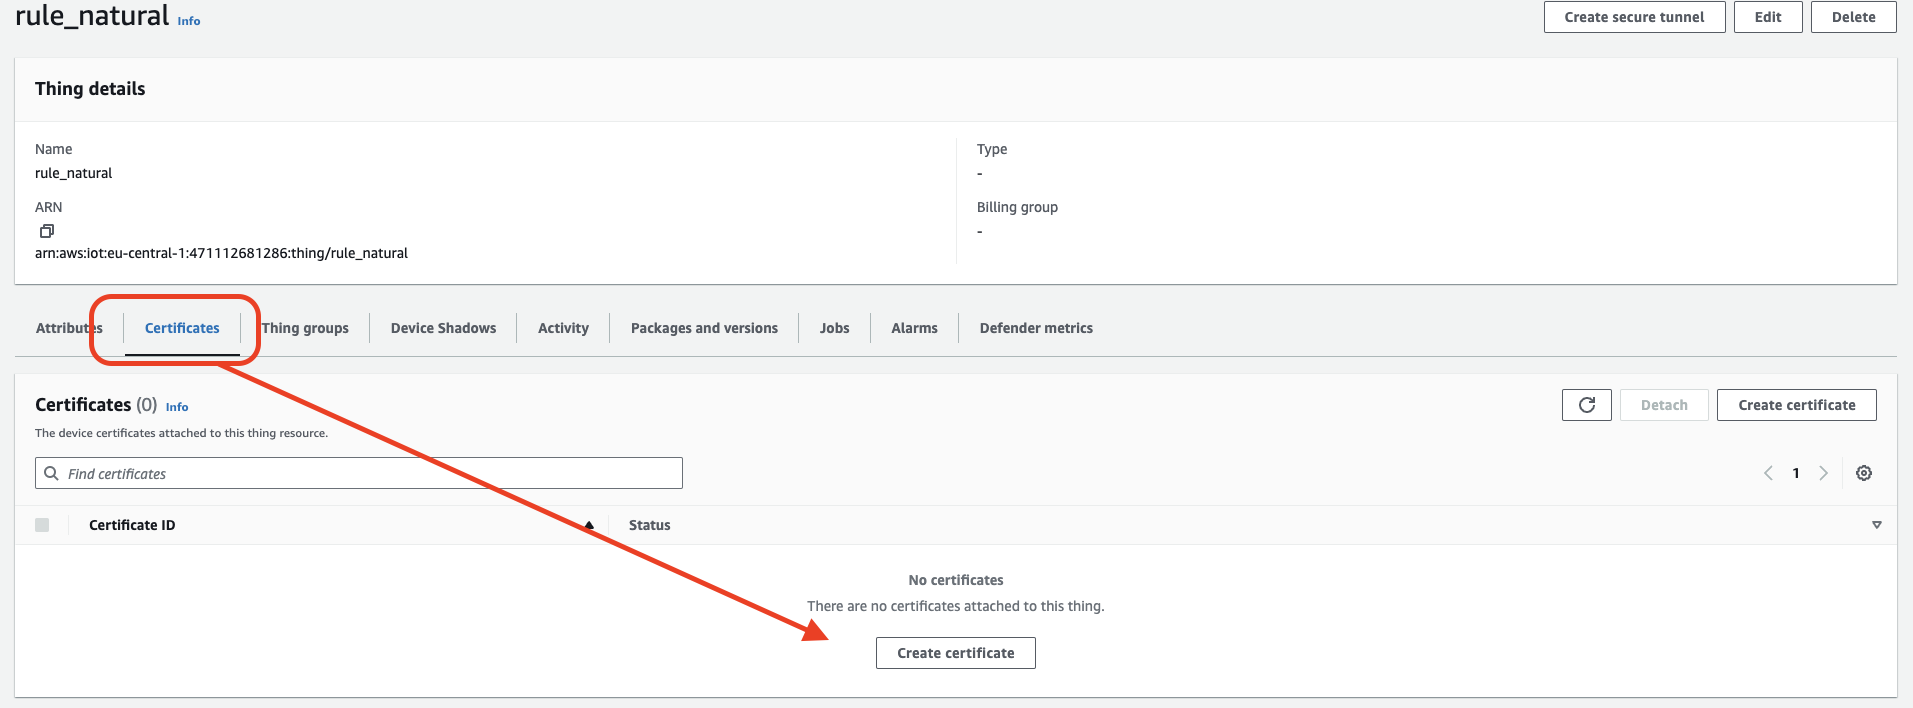 rule_natural Info
Create secure tunnel Edit Delete
Thing details
Name
rule_natural
ARN
arn:aws:iot:eu-central-1:471112681286:thing/rule_natural
Type
-
Billing group
-
Attributes Certificates Thing groups Device Shadows Activity Packages and versions Jobs Alarms Defender metrics
Certificates (0) Info
Detach Create certificate
The device certificates attached to this thing resource.
Find certificates
1
Certificate ID Status
No certificates
There are no certificates attached to this thing.
Create certificate